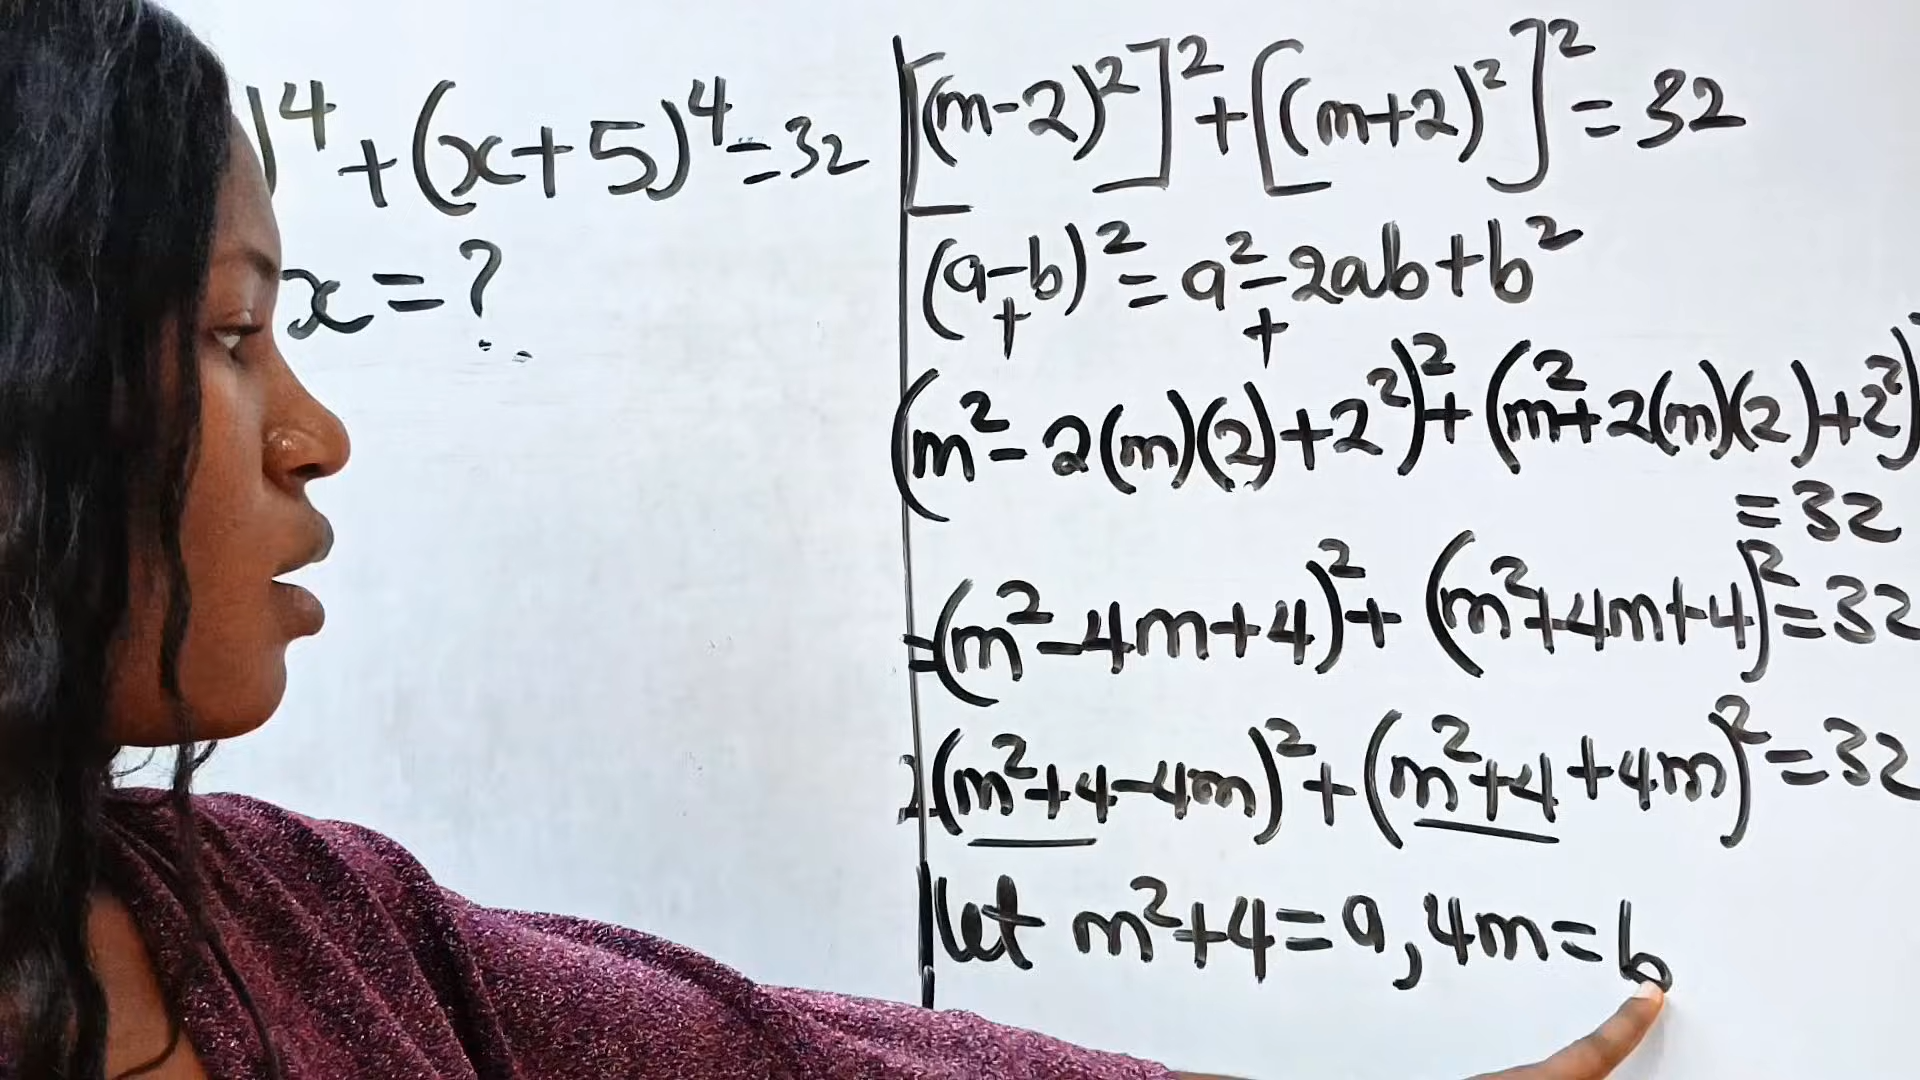 )⁴ + (x+5)⁴ = 32
x = ?
[(m-2)²]² + [(m+2)²]² = 32
(a-b)² = a² - 2ab + b²
+ +
(m² - 2(m)(2) + 2²)² + (m² + 2(m)(2) + 2²)²
= 32
= (m² - 4m + 4)² + (m² + 4m + 4)² = 32
(m² + 4 - 4m)² + (m² + 4 + 4m)² = 32
let m² + 4 = a, 4m = b